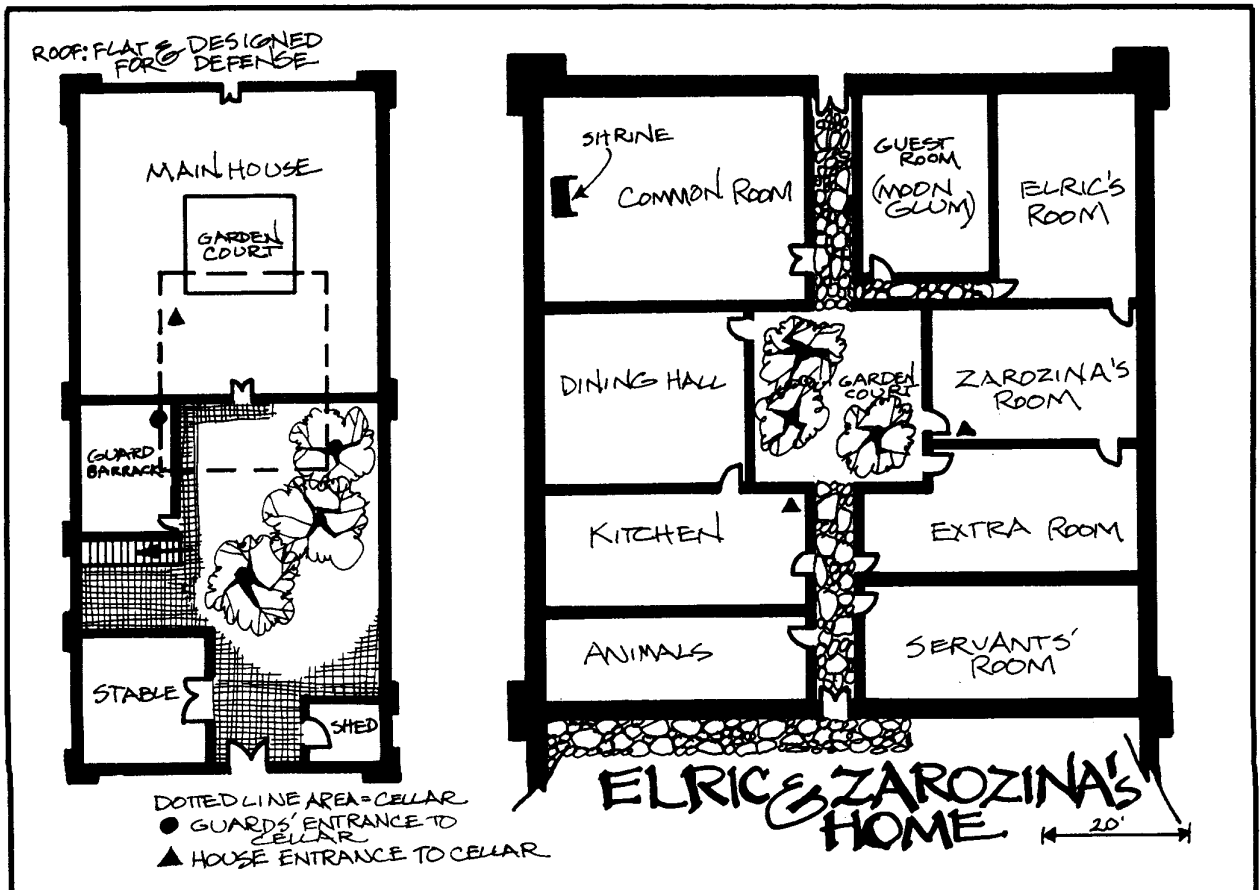 ROOF: FLAT & DESIGNED
FOR DEFENSE
MAIN HOUSE
GARDEN
COURT
GUARD
BARRACK
STABLE
SHED
DOTTED LINE AREA = CELLAR
● GUARDS' ENTRANCE TO
CELLAR
▲ HOUSE ENTRANCE TO CELLAR
SHRINE
COMMON ROOM
GUEST
ROOM
(MOON
GLUM)
ELRIC'S
ROOM
DINING HALL
GARDEN
COURT
ZAROZINA'S
ROOM
KITCHEN
EXTRA ROOM
ANIMALS
SERVANTS'
ROOM
ELRIC & ZAROZINA'S
HOME
20'